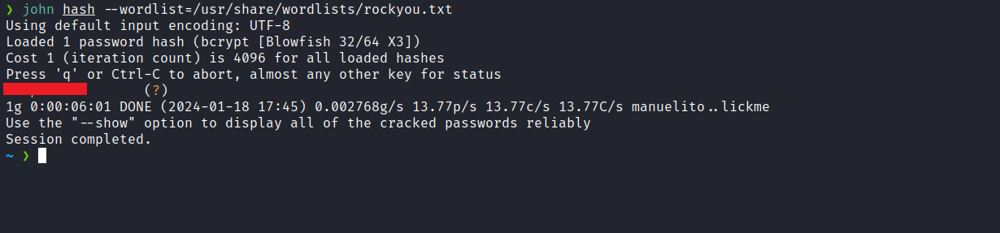 ❯ john hash --wordlist=/usr/share/wordlists/rockyou.txt
Using default input encoding: UTF-8
Loaded 1 password hash (bcrypt [Blowfish 32/64 X3])
Cost 1 (iteration count) is 4096 for all loaded hashes
Press 'q' or Ctrl-C to abort, almost any other key for status
(?)
1g 0:00:06:01 DONE (2024-01-18 17:45) 0.002768g/s 13.77p/s 13.77c/s 13.77C/s manuelito..lickme
Use the "--show" option to display all of the cracked passwords reliably
Session completed.
~ ❯